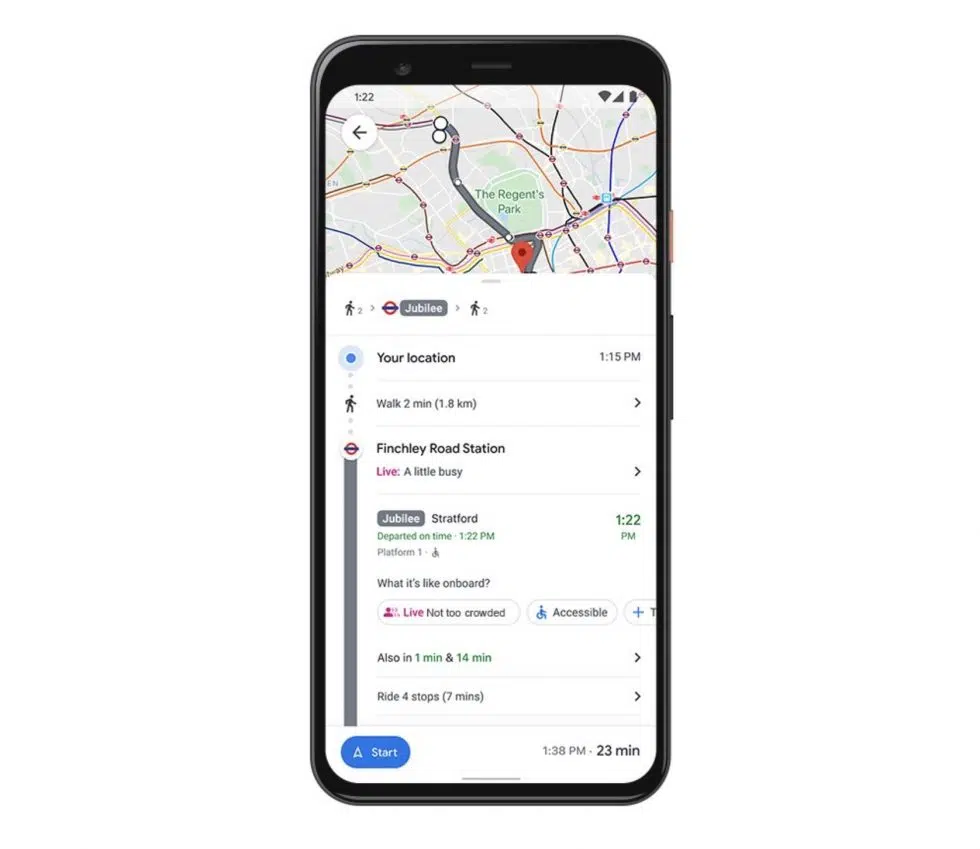 1:22
The Regent's
Park
2 > Jubilee > 2
Your location 1:15 PM
Walk 2 min (1.8 km)
Finchley Road Station
Live: A little busy
Jubilee Stratford 1:22
Departed on time · 1:22 PM PM
Platform 1 ·
What it's like onboard?
Live Not too crowded Accessible + T
Also in 1 min & 14 min
Ride 4 stops (7 mins)
Start 1:38 PM · 23 min